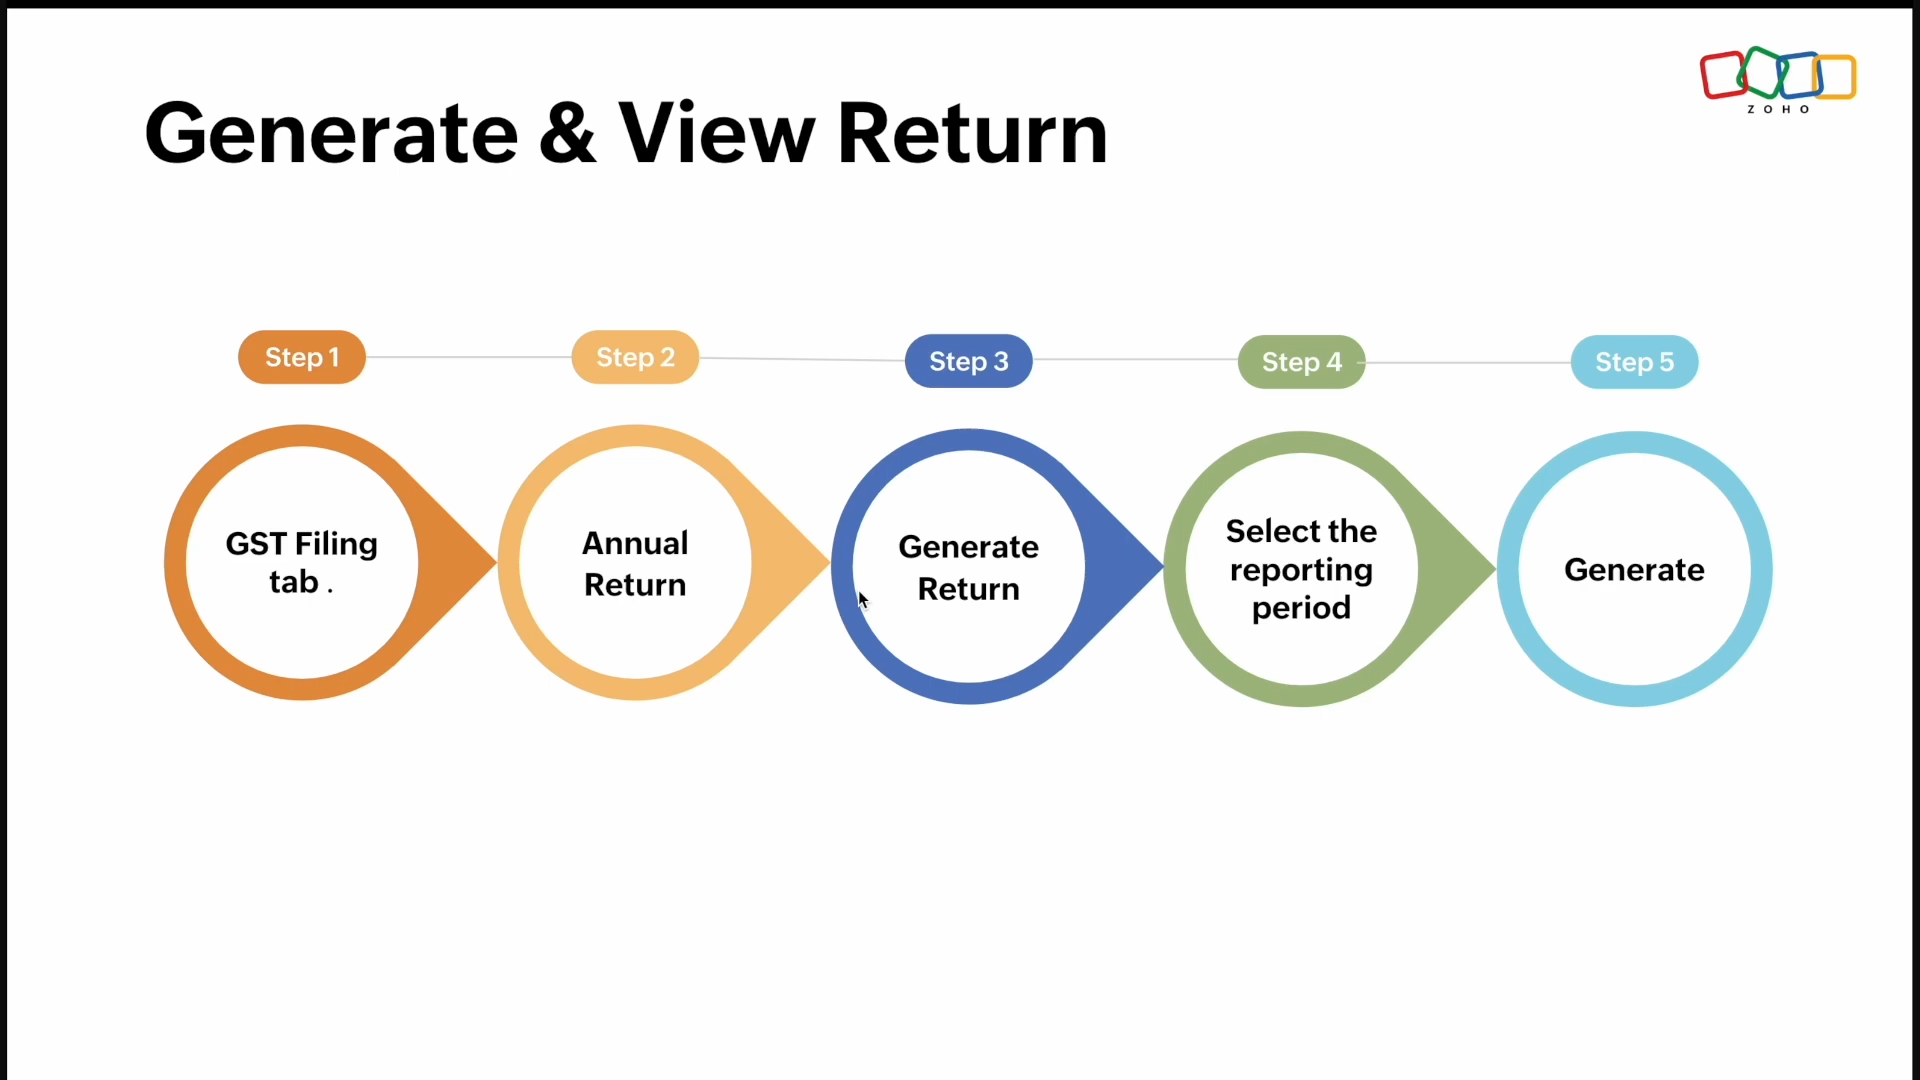 ZOHO
Generate & View Return
Step 1
Step 2
Step 3
Step 4
Step 5
GST Filing
tab .
Annual
Return
Generate
Return
Select the
reporting
period
Generate